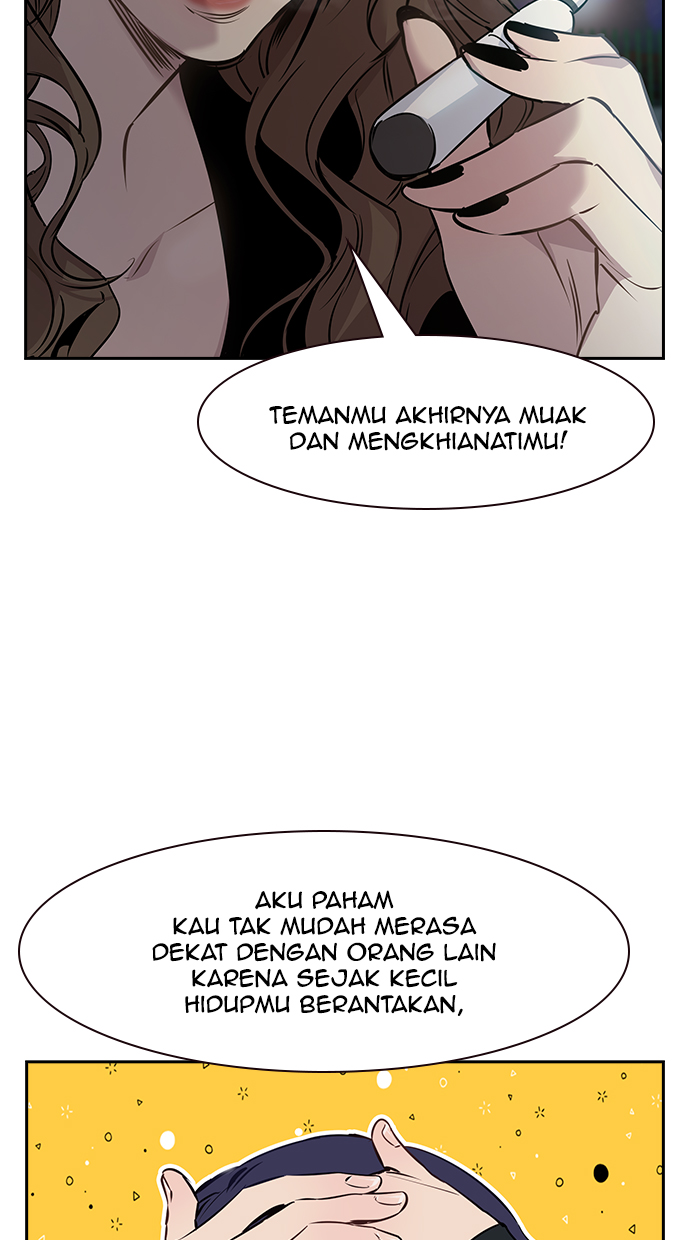 TEMANMU AKHIRNYA MUAK
DAN MENGKHIANATIMU!
AKU PAHAM
KAU TAK MUDAH MERASA
DEKAT DENGAN ORANG LAIN
KARENA SEJAK KECIL
HIDUPMU BERANTAKAN,